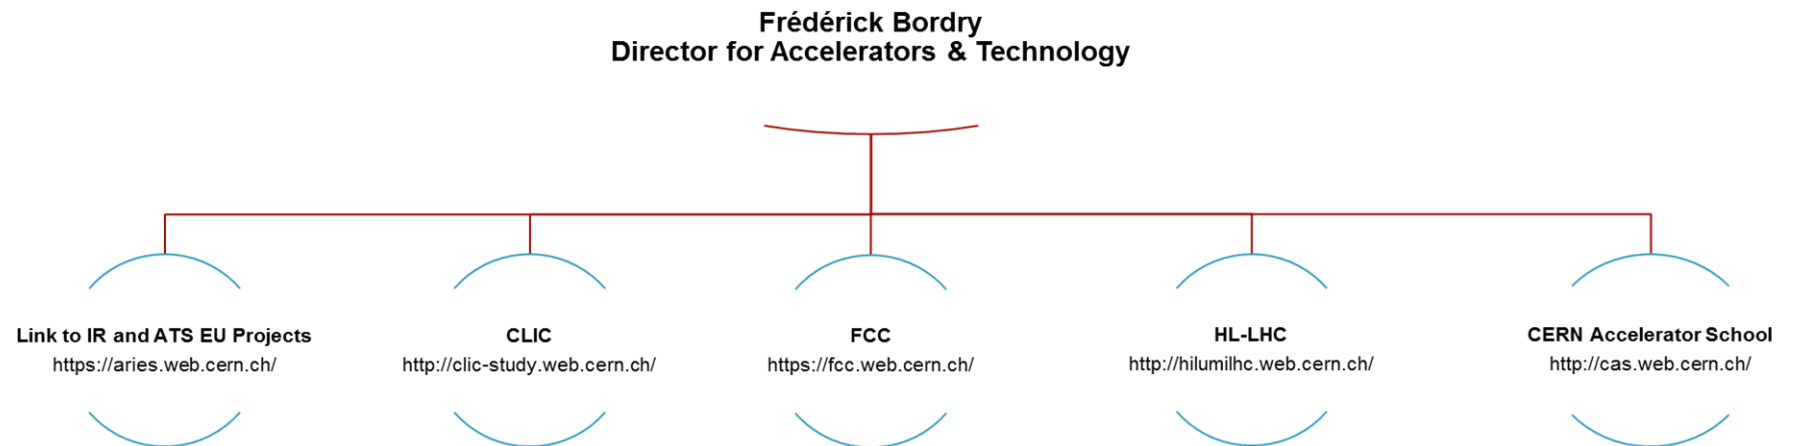 Frédérick Bordry
Director for Accelerators & Technology
Link to IR and ATS EU Projects
https://aries.web.cern.ch/
CLIC
http://clic-study.web.cern.ch/
FCC
https://fcc.web.cern.ch/
HL-LHC
http://hilumilhc.web.cern.ch/
CERN Accelerator School
http://cas.web.cern.ch/